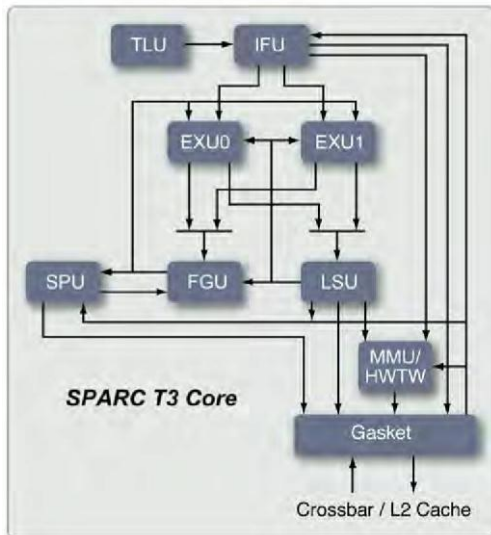 TLU
IFU
EXU0
EXU1
SPU
FGU
LSU
MMU/
HWTW
SPARC T3 Core
Gasket
Crossbar / L2 Cache